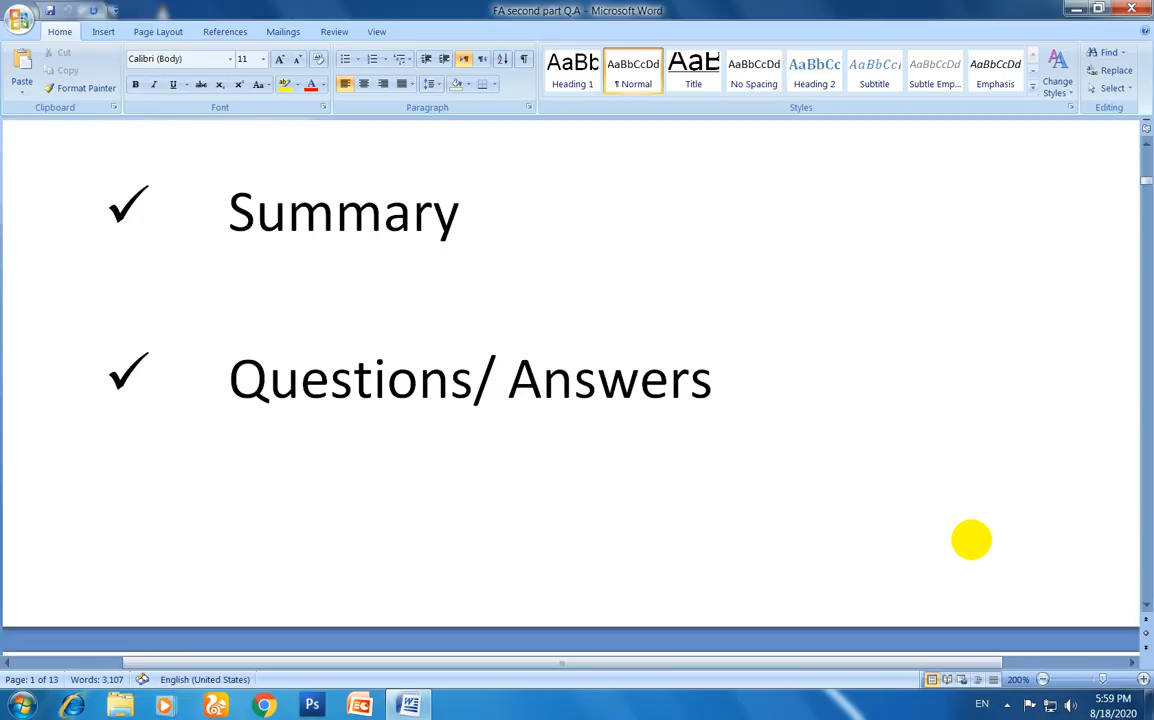 FA second part Q.A - Microsoft Word
Home Insert Page Layout References Mailings Review View
Paste
Cut
Copy
Format Painter
Clipboard
Calibri (Body) 11
Font
Paragraph
AaBbC AaBbCcDd AaBb AaBbCcDd AaBbCc AaBbCcI AaBbCcDd AaBbCcDd
Heading 1 ¶ Normal Title No Spacing Heading 2 Subtitle Subtle Emp... Emphasis
Change Styles
Styles
Find
Replace
Select
Editing
✓ Summary
✓ Questions/ Answers
Page: 1 of 13 Words: 3,107 English (United States) 200%
EN 5:59 PM
8/18/2020